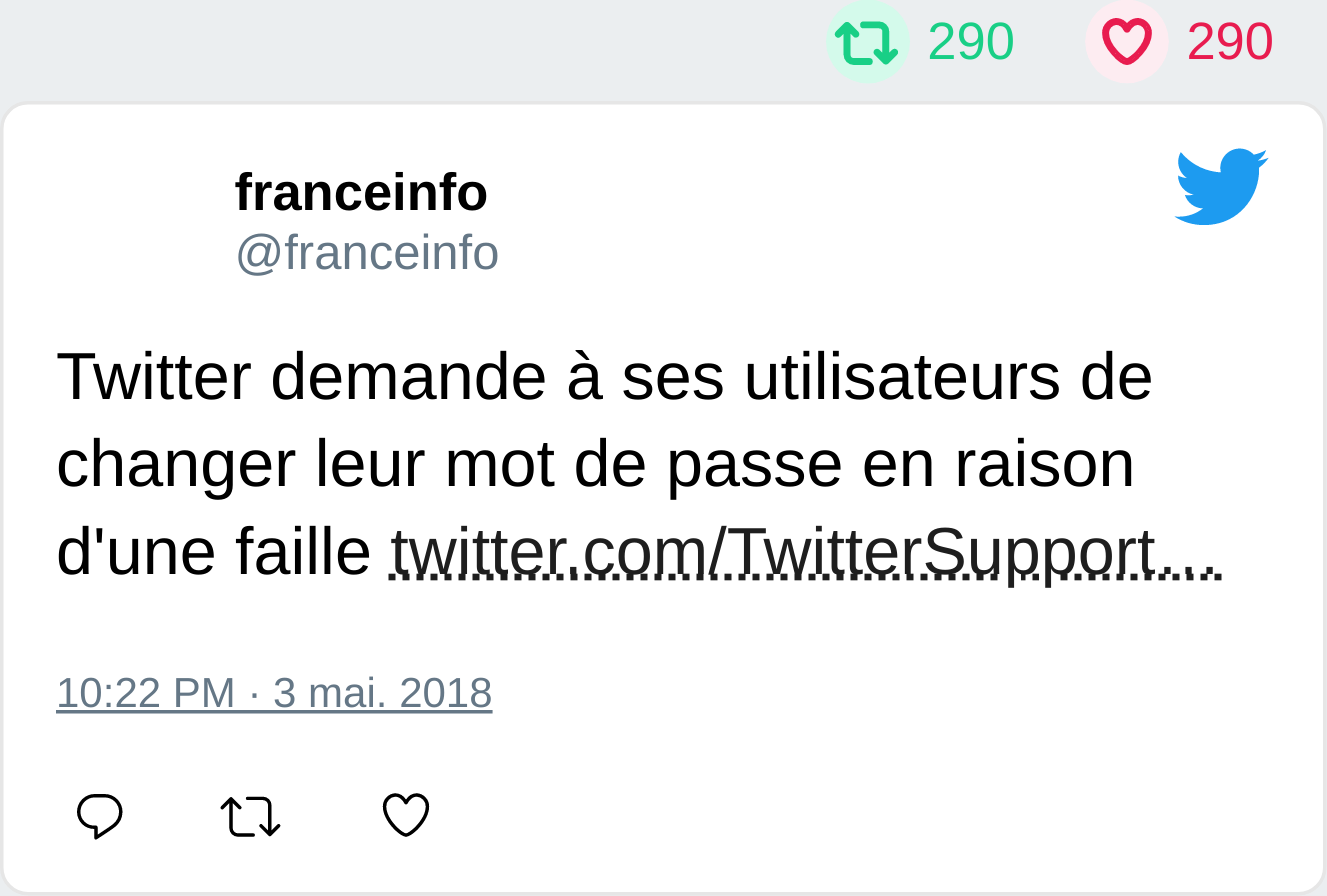 290 290
franceinfo
@franceinfo
Twitter demande à ses utilisateurs de
changer leur mot de passe en raison
d'une faille twitter.com/TwitterSupport…
10:22 PM · 3 mai. 2018